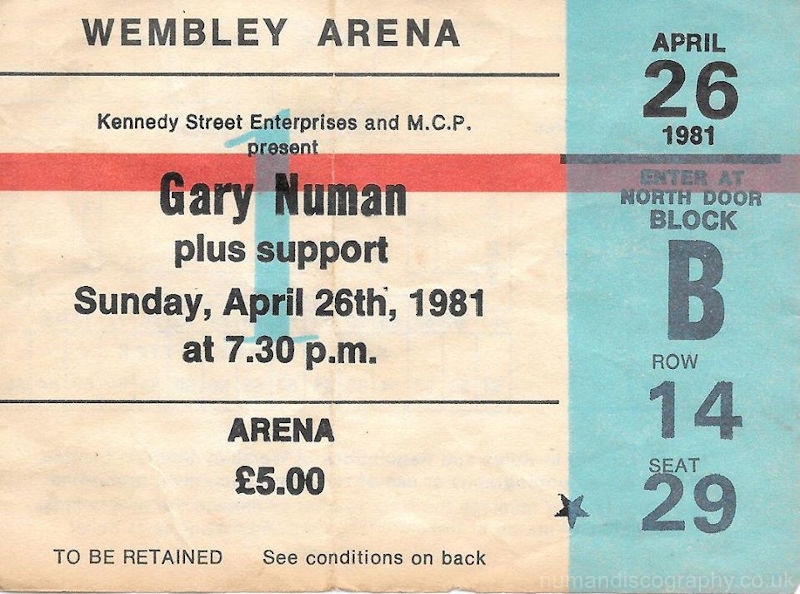 WEMBLEY ARENA
Kennedy Street Enterprises and M.C.P.
present
1
Gary Numan
plus support
Sunday, April 26th, 1981
at 7.30 p.m.
ARENA
£5.00
TO BE RETAINED See conditions on back
APRIL
26
1981
ENTER AT
NORTH DOOR
BLOCK
B
ROW
14
SEAT
29
numandiscography.co.uk